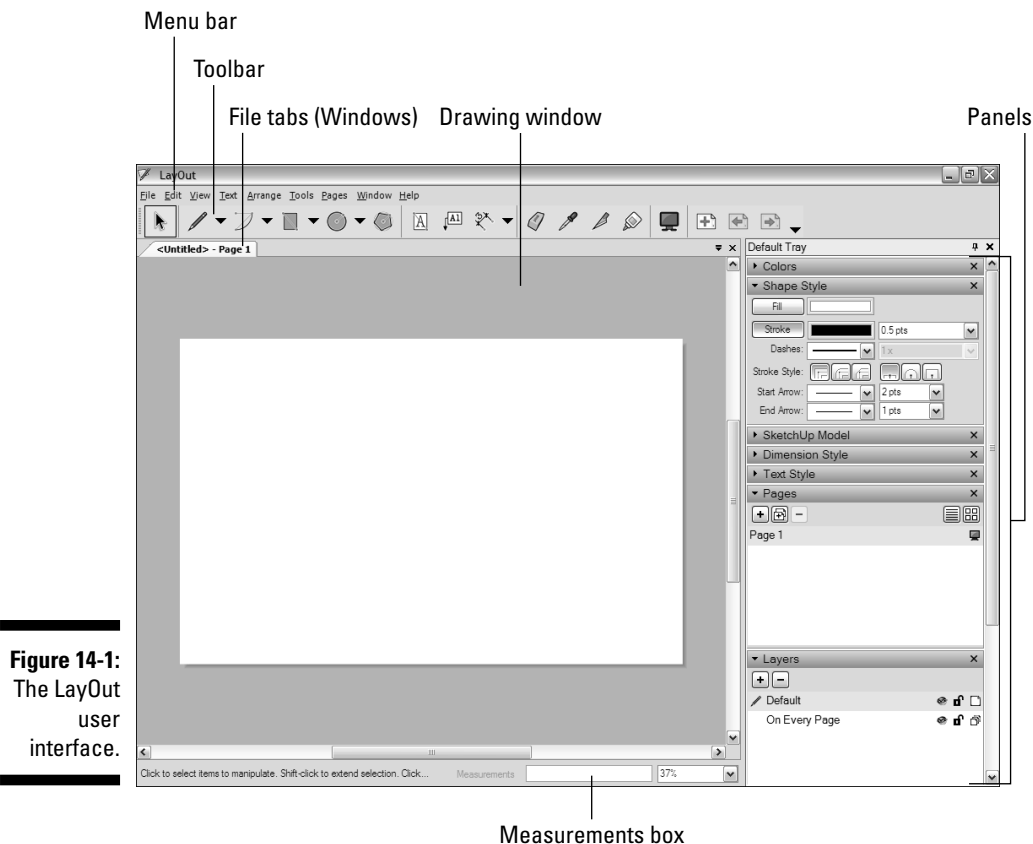 Menu bar
Toolbar
File tabs (Windows) Drawing window Panels
LayOut
File Edit View Text Arrange Tools Pages Window Help
A A1
<Untitled> - Page 1
Default Tray
Colors
Shape Style
Fill
Stroke 0.5 pts
Dashes: 1x
Stroke Style:
Start Arrow: 2 pts
End Arrow: 1 pts
SketchUp Model
Dimension Style
Text Style
Pages
Page 1
Layers
Default
On Every Page
Click to select items to manipulate. Shift-click to extend selection. Click... Measurements 37%
Figure 14-1:
The LayOut
user
interface.
Measurements box